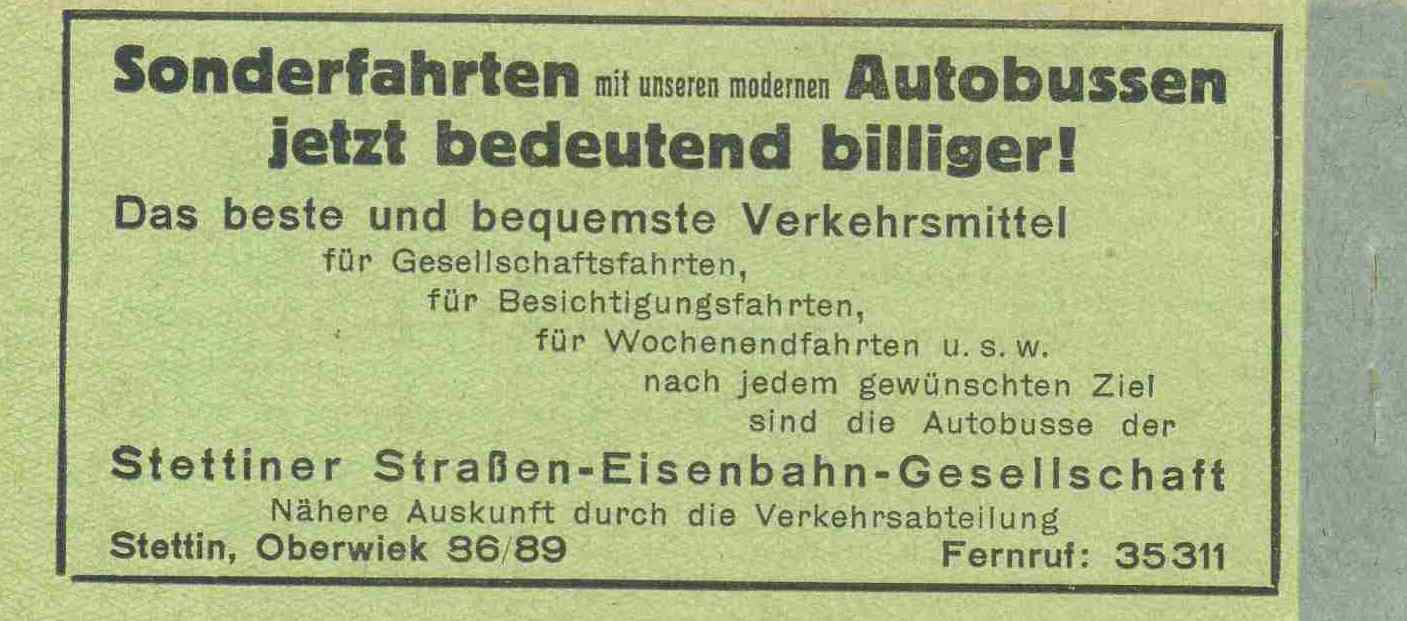 Sonderfahrten mit unseren modernen Autobussen
jetzt bedeutend billiger!
Das beste und bequemste Verkehrsmittel
für Gesellschaftsfahrten,
für Besichtigungsfahrten,
für Wochenendfahrten u. s. w.
nach jedem gewünschten Ziel
sind die Autobusse der
Stettiner Straßen-Eisenbahn-Gesellschaft
Nähere Auskunft durch die Verkehrsabteilung
Stettin, Oberwiek 86/89 Fernruf: 35311